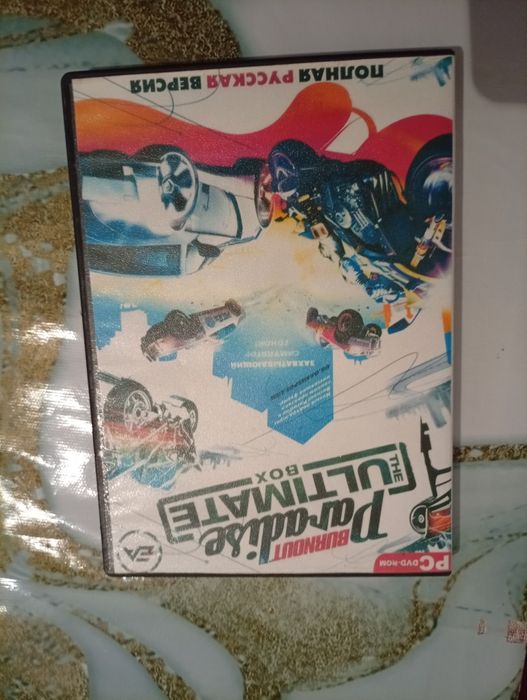 PC DVD-ROM
BURNOUT
Paradise
THE
ULTIMATE
BOX
EA
ЗАХВАТЫВАЮЩИЙ
СИМУЛЯТОР
ГОНОК!
ПОЛНАЯ РУССКАЯ ВЕРСИЯ